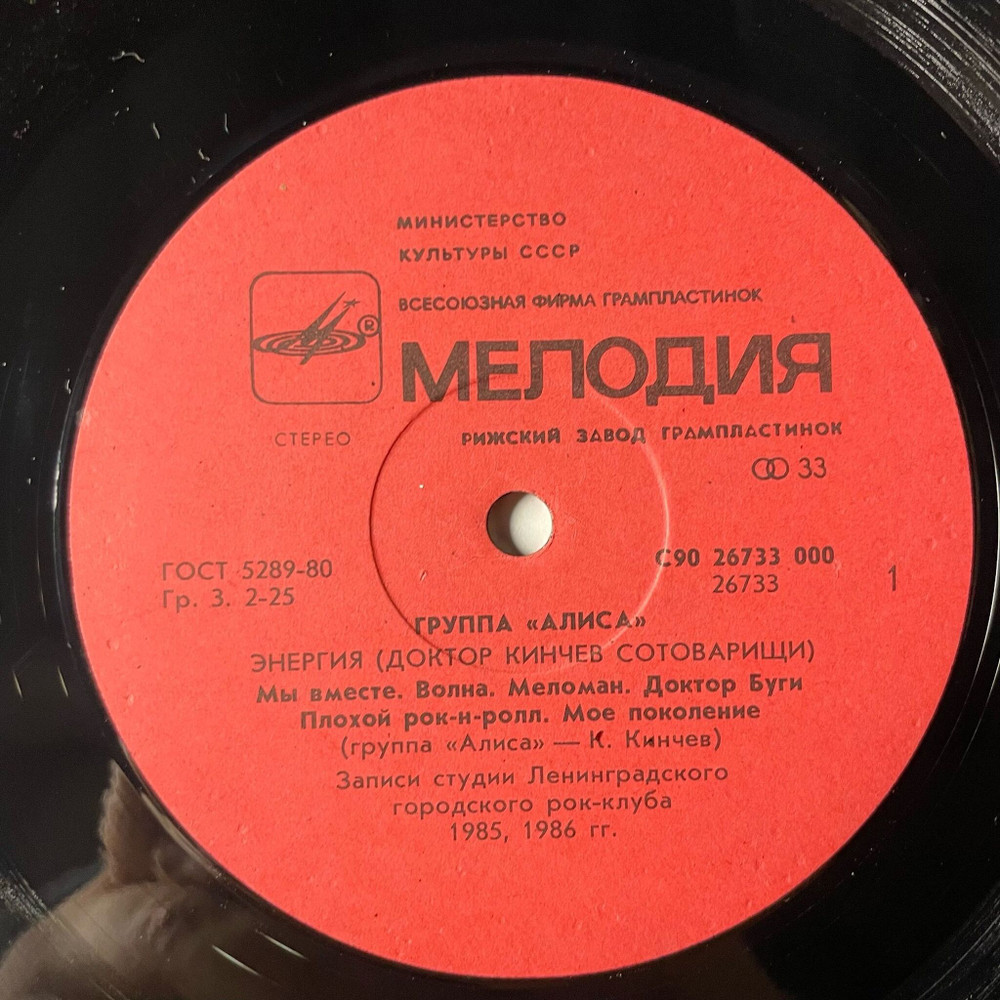 МИНИСТЕРСТВО
КУЛЬТУРЫ СССР
ВСЕСОЮЗНАЯ ФИРМА ГРАМПЛАСТИНОК
®
МЕЛОДИЯ
СТЕРЕО
РИЖСКИЙ ЗАВОД ГРАМПЛАСТИНОК
33
ГОСТ 5289-80
Гр. 3. 2-25
С90 26733 000
26733
1
ГРУППА «АЛИСА»
ЭНЕРГИЯ (ДОКТОР КИНЧЕВ СОТОВАРИЩИ)
Мы вместе. Волна. Меломан. Доктор Буги
Плохой рок-н-ролл. Мое поколение
(группа «Алиса» — К. Кинчев)
Записи студии Ленинградского
городского рок-клуба
1985, 1986 гг.